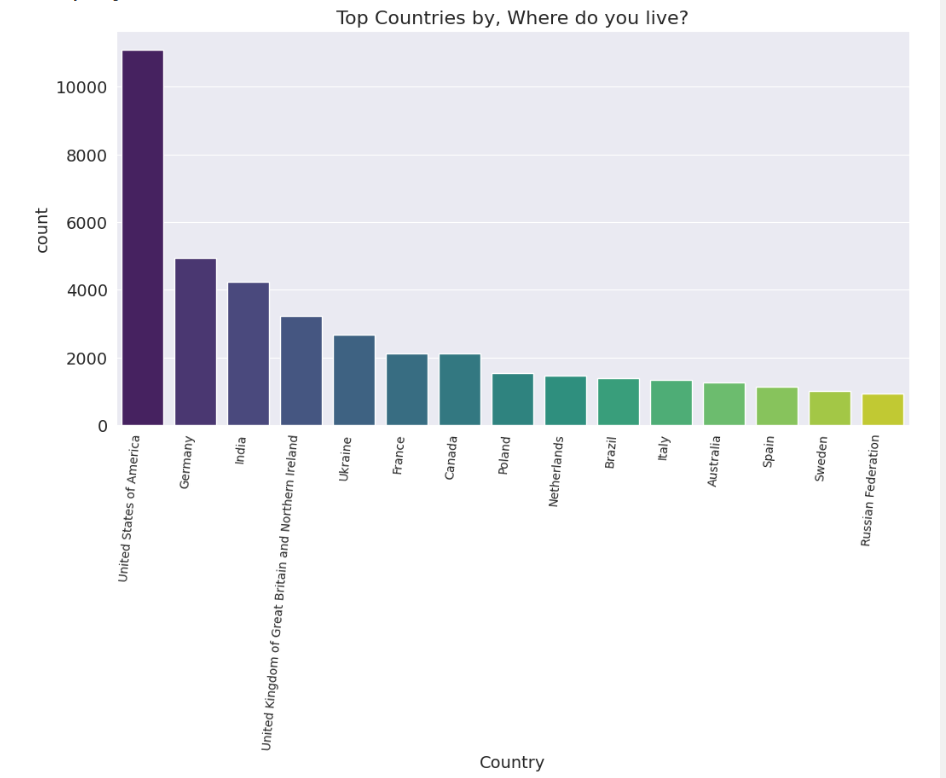 Top Countries by, Where do you live?
10000
8000
6000
4000
2000
0
count
United States of America
Germany
India
United Kingdom of Great Britain and Northern Ireland
Ukraine
France
Canada
Poland
Netherlands
Brazil
Italy
Australia
Spain
Sweden
Russian Federation
Country